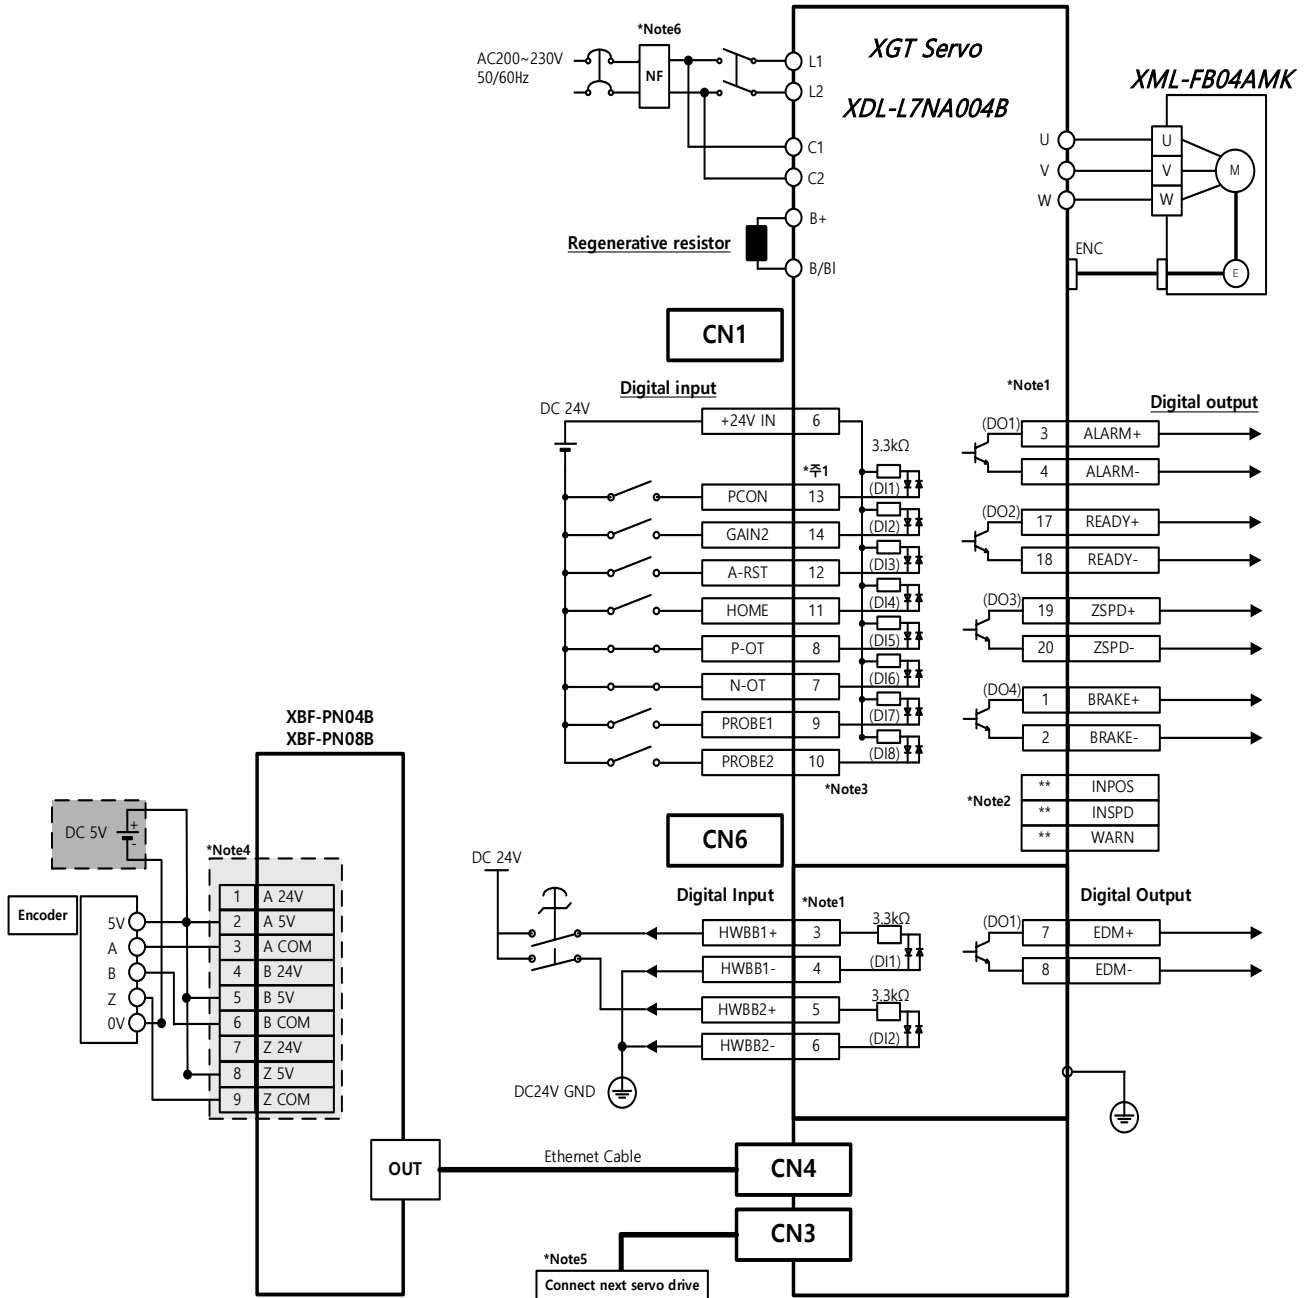 *Note6
XGT Servo
AC200~230V
50/60Hz
NF
L1
L2
XDL-L7NA004B
XML-FB04AMK
C1
C2
U
V
W
U
V
W
M
B+
Regenerative resistor
B/BI
ENC
E
CN1
Digital input
*Note1
Digital output
DC 24V
+24V IN
6
3.3kΩ
*주1
PCON
13
(DI1)
GAIN2
14
(DI2)
A-RST
12
(DI3)
HOME
11
(DI4)
P-OT
8
(DI5)
N-OT
7
(DI6)
PROBE1
9
(DI7)
PROBE2
10
(DI8)
*Note3
(DO1)
3
ALARM+
4
ALARM-
(DO2)
17
READY+
18
READY-
(DO3)
19
ZSPD+
20
ZSPD-
(DO4)
1
BRAKE+
2
BRAKE-
*Note2
**
INPOS
**
INSPD
**
WARN
XBF-PN04B
XBF-PN08B
DC 5V
+
-
*Note4
Encoder
5V
A
B
Z
0V
1
A 24V
2
A 5V
3
A COM
4
B 24V
5
B 5V
6
B COM
7
Z 24V
8
Z 5V
9
Z COM
CN6
DC 24V
Digital Input
*Note1
HWBB1+
3
3.3kΩ
HWBB1-
4
(DI1)
HWBB2+
5
3.3kΩ
HWBB2-
6
(DI2)
DC24V GND
Digital Output
(DO1)
7
EDM+
8
EDM-
OUT
Ethernet Cable
CN4
CN3
*Note5
Connect next servo drive